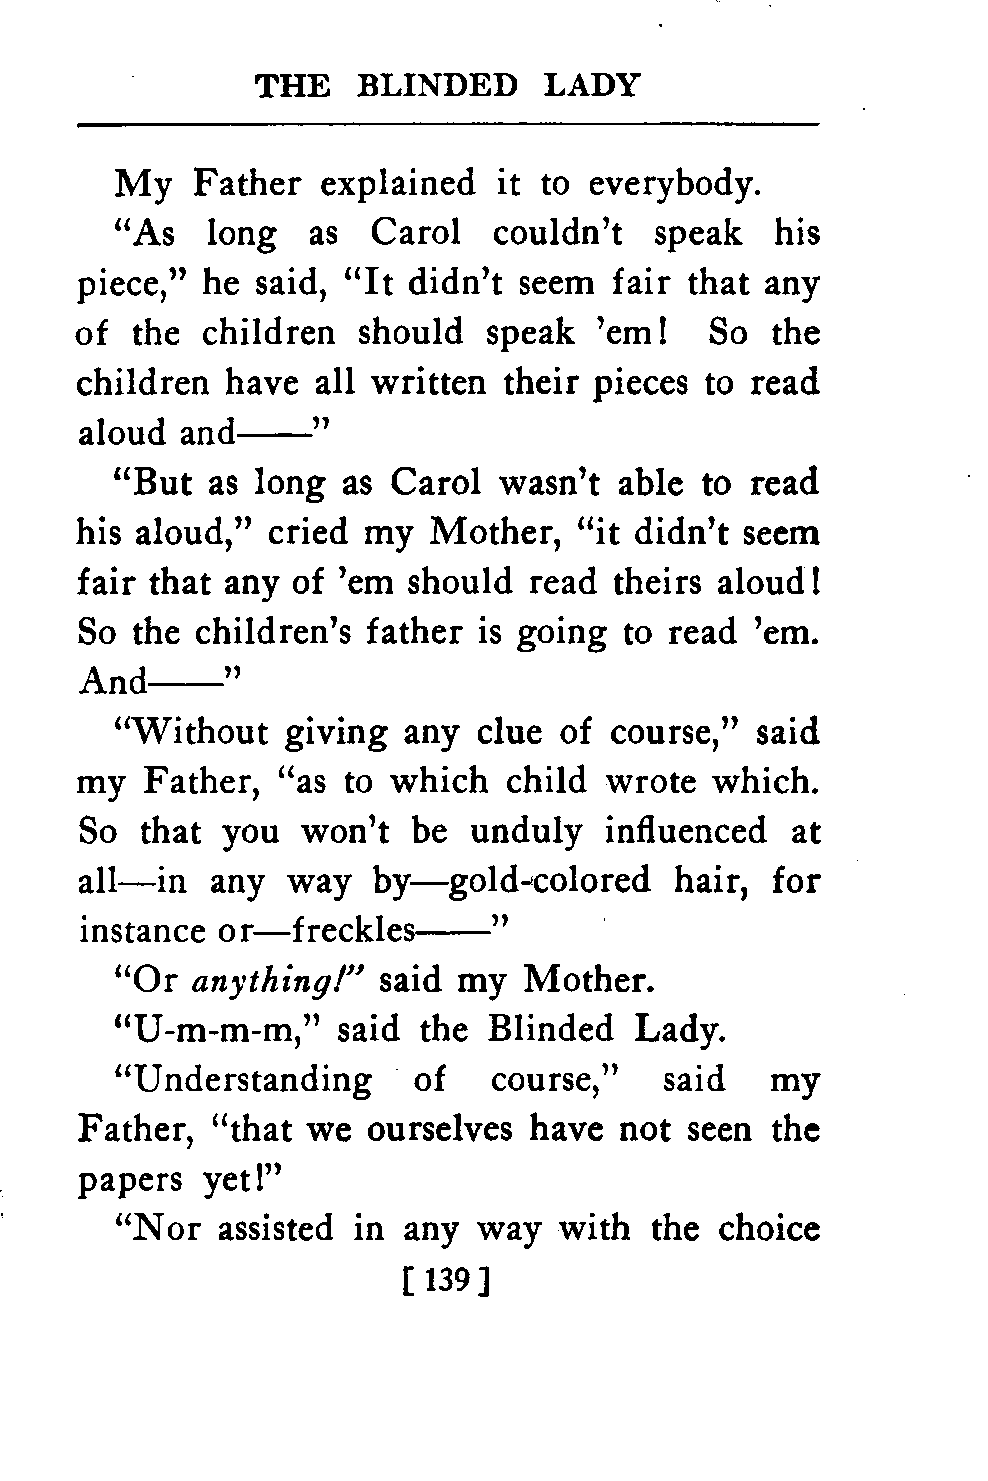 THE BLINDED LADY
My Father explained it to everybody.
“As long as Carol couldn’t speak his
piece,” he said, “It didn’t seem fair that any
of the children should speak ’em! So the
children have all written their pieces to read
aloud and——”
“But as long as Carol wasn’t able to read
his aloud,” cried my Mother, “it didn’t seem
fair that any of ’em should read theirs aloud!
So the children’s father is going to read ’em.
And——”
“Without giving any clue of course,” said
my Father, “as to which child wrote which.
So that you won’t be unduly influenced at
all—in any way by—gold-colored hair, for
instance or—freckles——”
“Or anything!” said my Mother.
“U-m-m-m,” said the Blinded Lady.
“Understanding of course,” said my
Father, “that we ourselves have not seen the
papers yet!”
“Nor assisted in any way with the choice
[ 139 ]